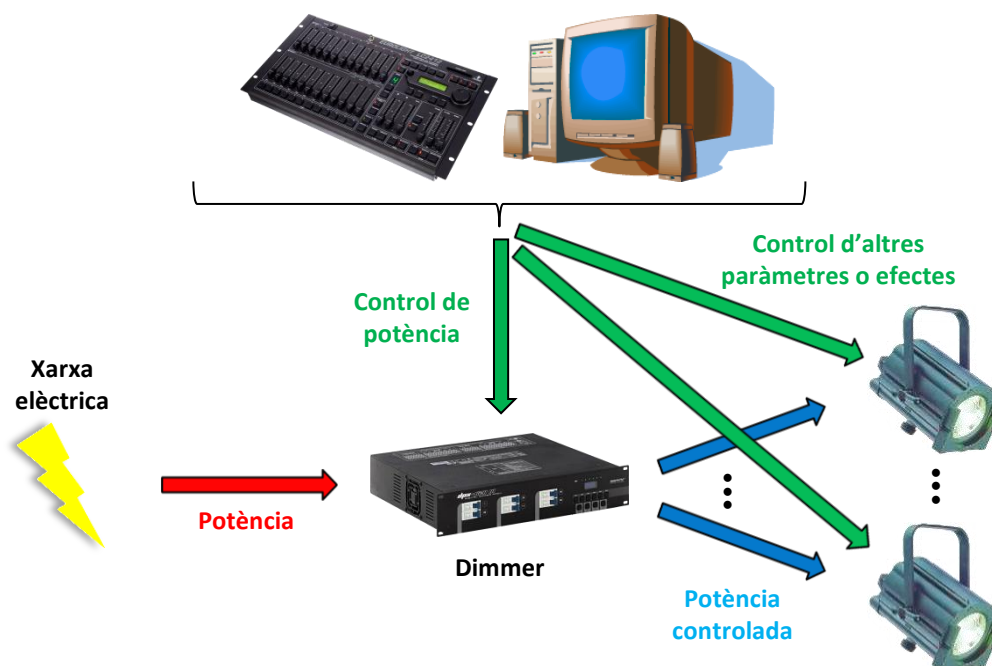 Control d'altres
paràmetres o efectes
Control de
potència
Xarxa
elèctrica
Potència
Dimmer
Potència
controlada